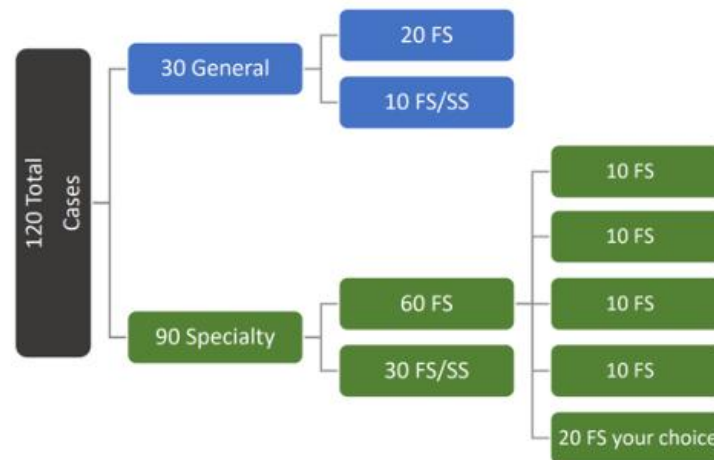 120 Total
Cases
30 General
20 FS
10 FS/SS
90 Specialty
60 FS
30 FS/SS
10 FS
10 FS
10 FS
10 FS
20 FS your choice